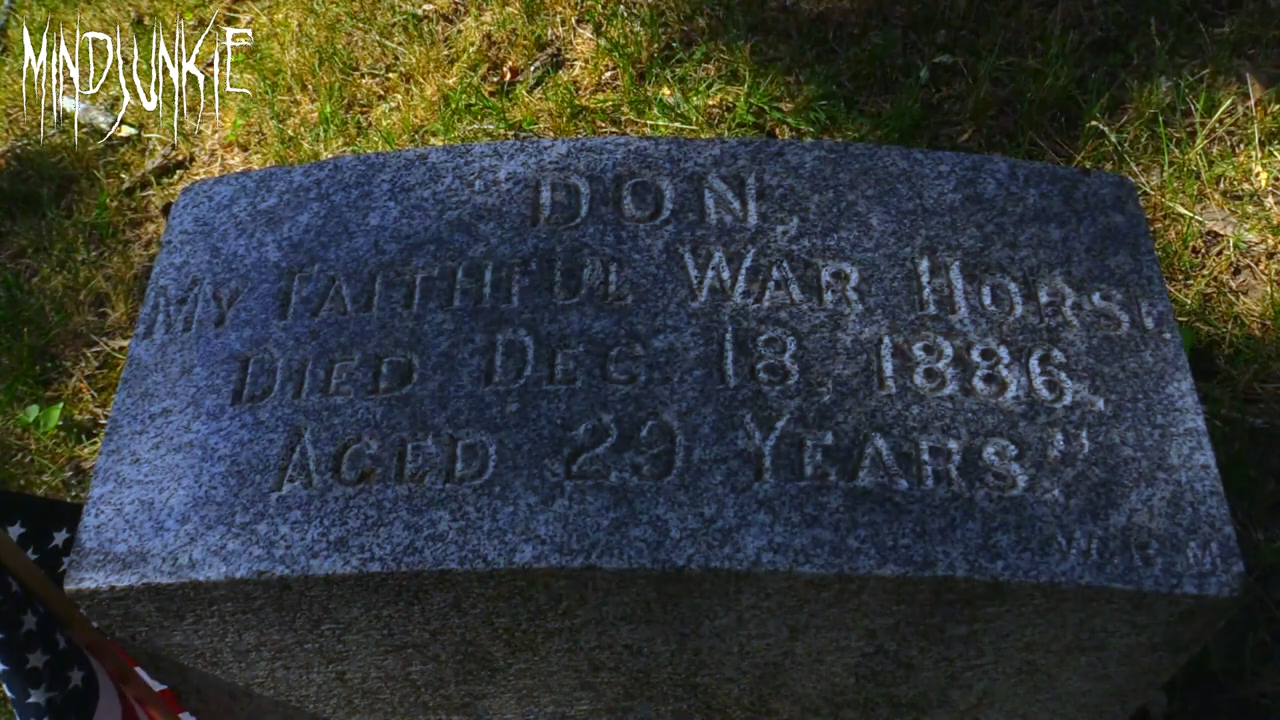 MINDJUNKIE
"DON,
MY FAITHFUL WAR HORSE
DIED DEC. 18, 1886,
AGED 29 YEARS"
W. R. M.